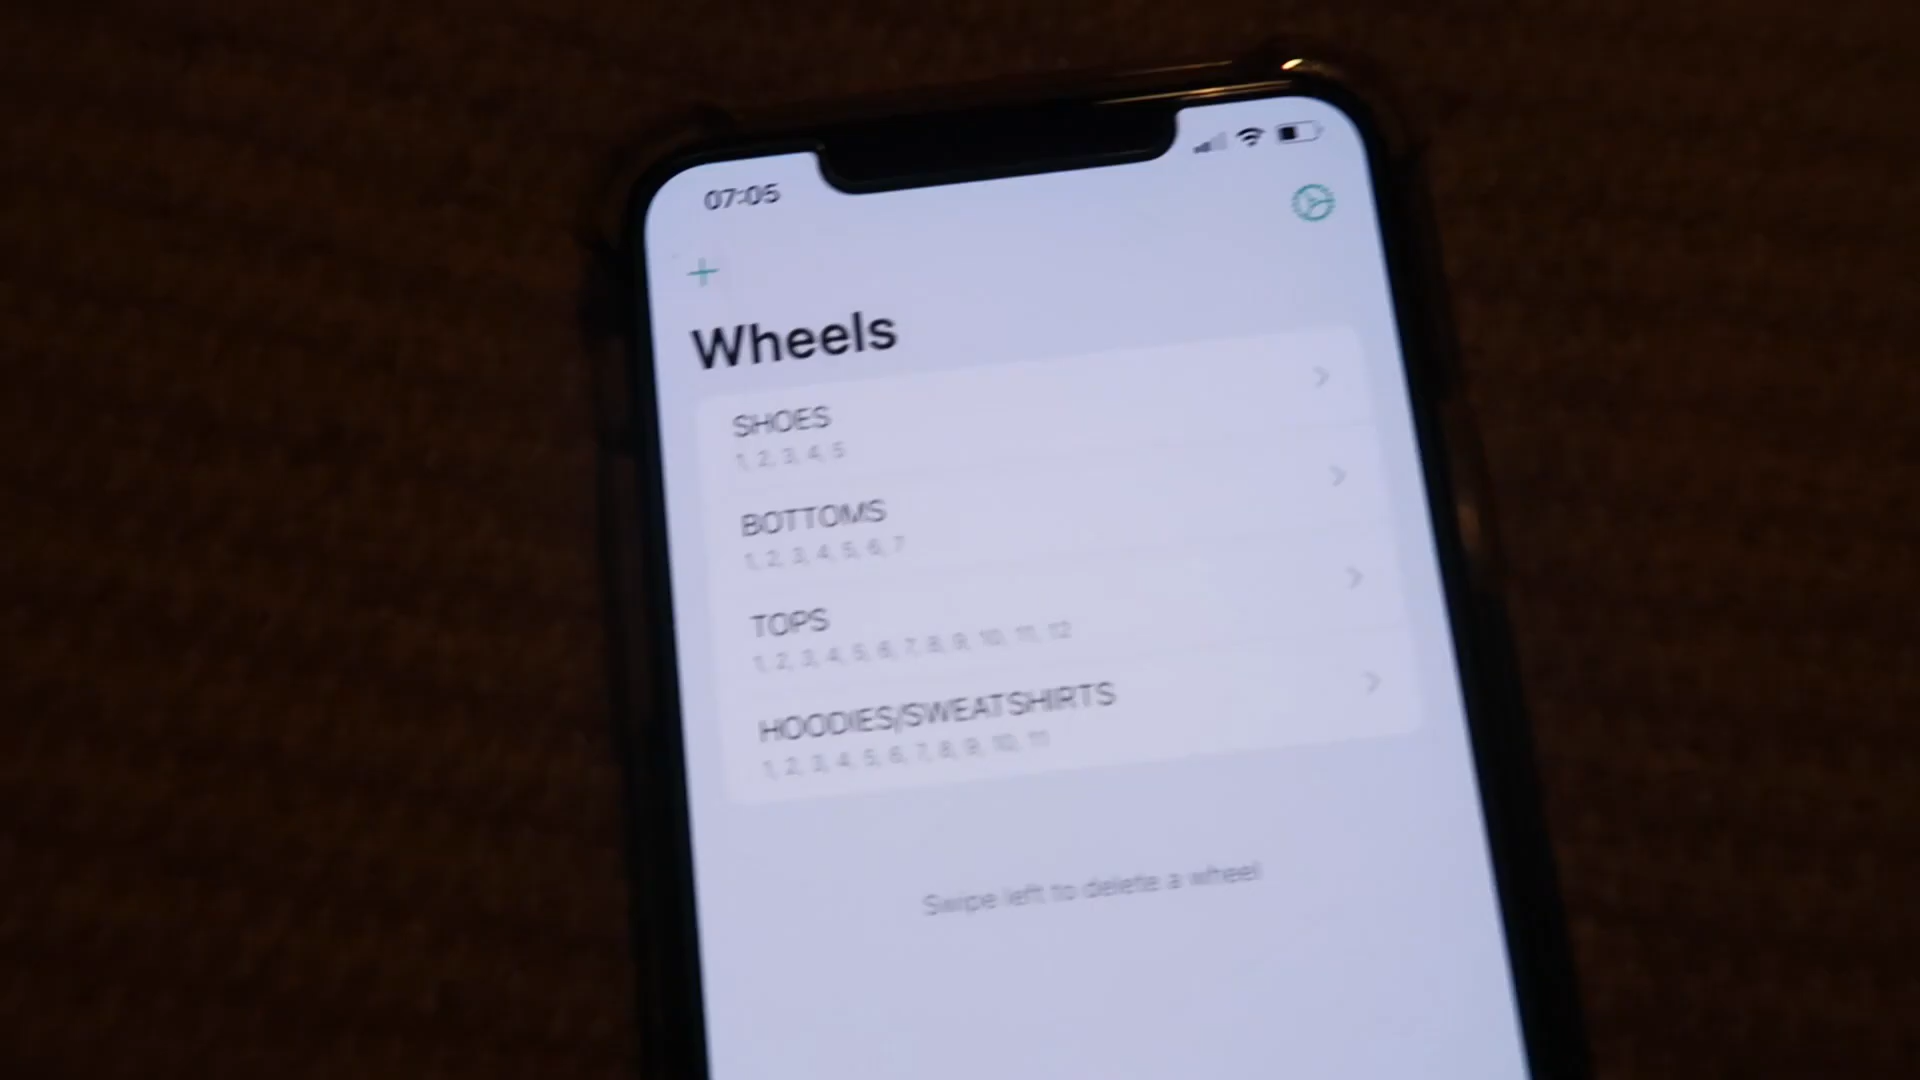 07:05
+
Wheels
SHOES
1, 2, 3, 4, 5
BOTTOMS
1, 2, 3, 4, 5, 6, 7
TOPS
1, 2, 3, 4, 5, 6, 7, 8, 9, 10, 11, 12
HOODIES/SWEATSHIRTS
1, 2, 3, 4, 5, 6, 7, 8, 9, 10, 11
Swipe left to delete a wheel